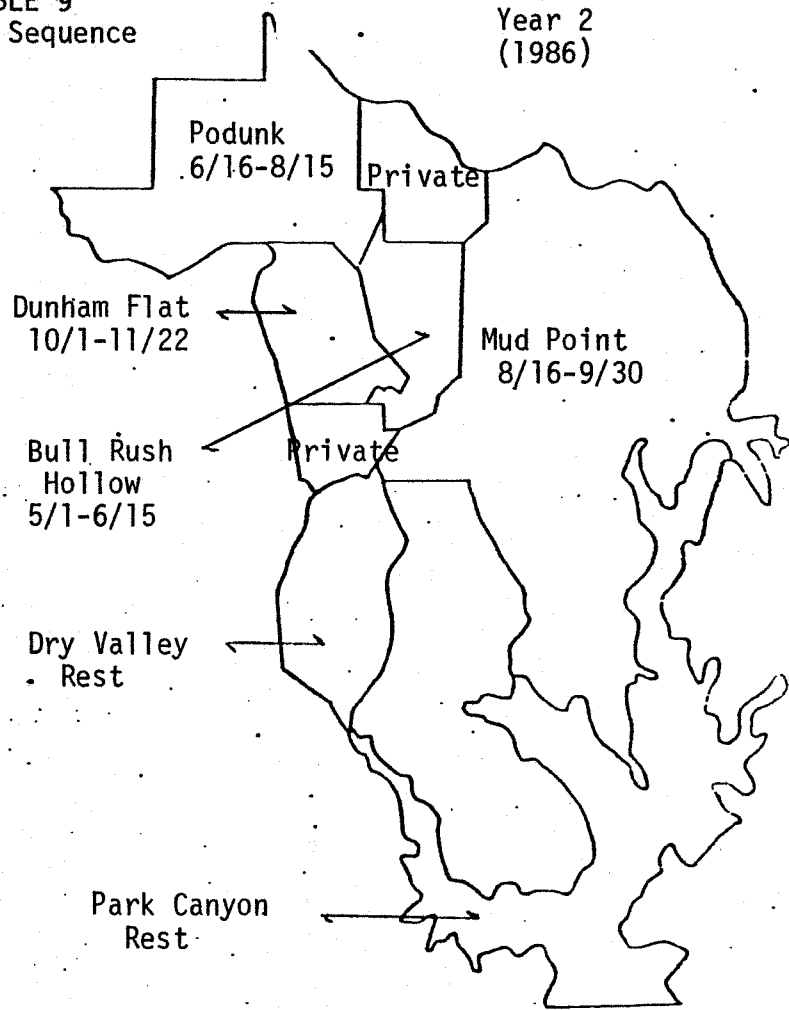 Sequence
Year 2
(1986)
Podunk
6/16-8/15
Private
Dunham Flat
10/1-11/22
Mud Point
8/16-9/30
Bull Rush
Hollow
5/1-6/15
Private
Dry Valley
Rest
Park Canyon
Rest